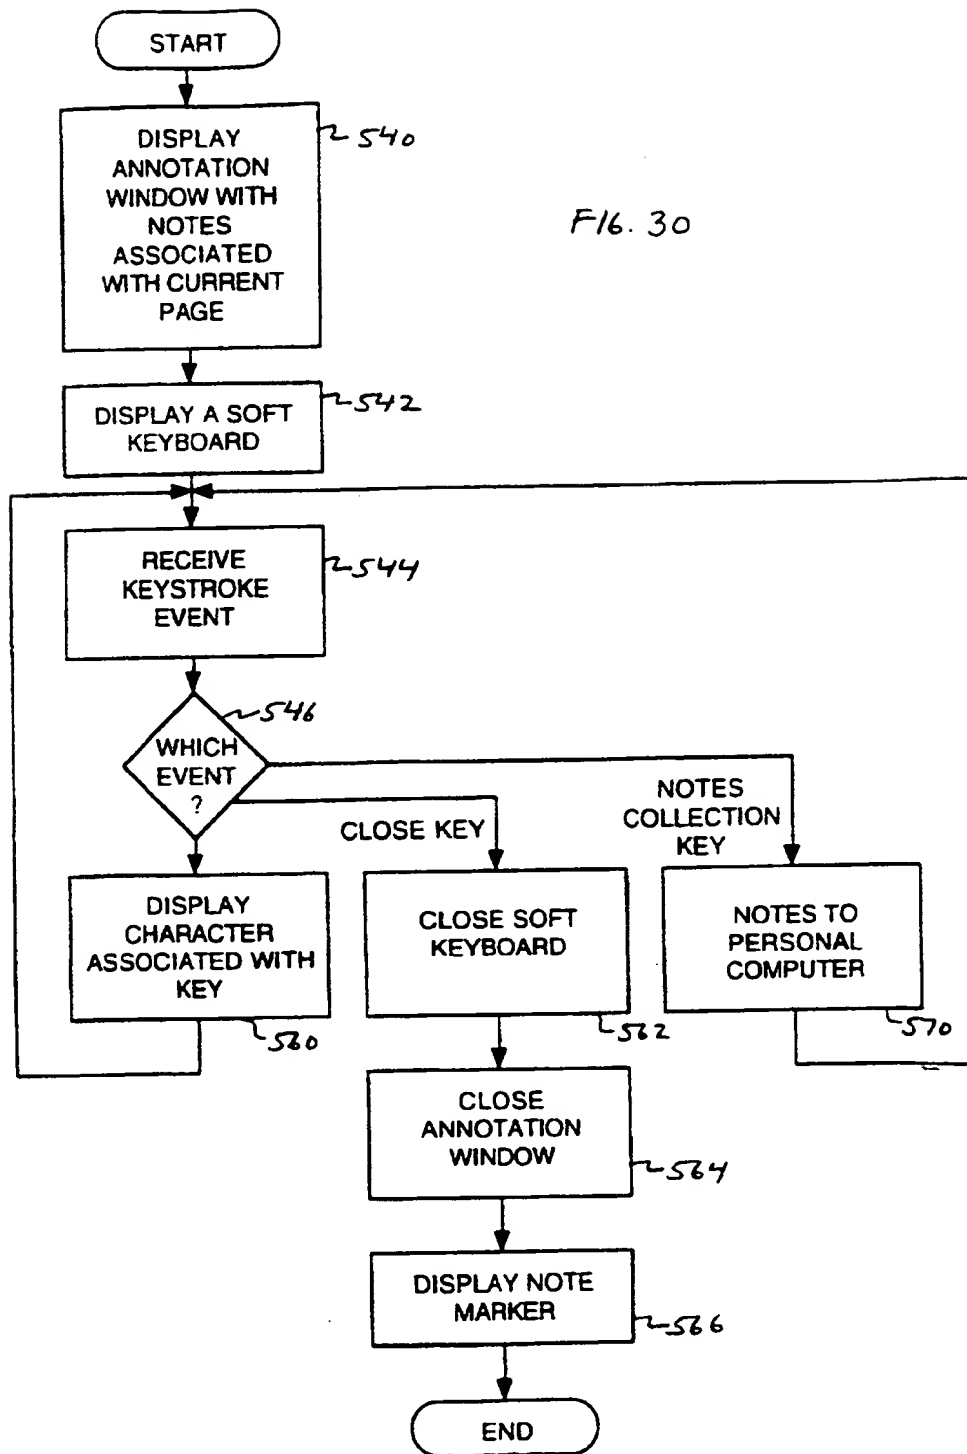 START
DISPLAY
ANNOTATION
WINDOW WITH
NOTES
ASSOCIATED
WITH CURRENT
PAGE
540
FIG. 30
DISPLAY A SOFT
KEYBOARD
542
RECEIVE
KEYSTROKE
EVENT
544
546
WHICH
EVENT
?
CLOSE KEY
NOTES
COLLECTION
KEY
DISPLAY
CHARACTER
ASSOCIATED WITH
KEY
560
CLOSE SOFT
KEYBOARD
562
NOTES TO
PERSONAL
COMPUTER
570
CLOSE
ANNOTATION
WINDOW
564
DISPLAY NOTE
MARKER
566
END